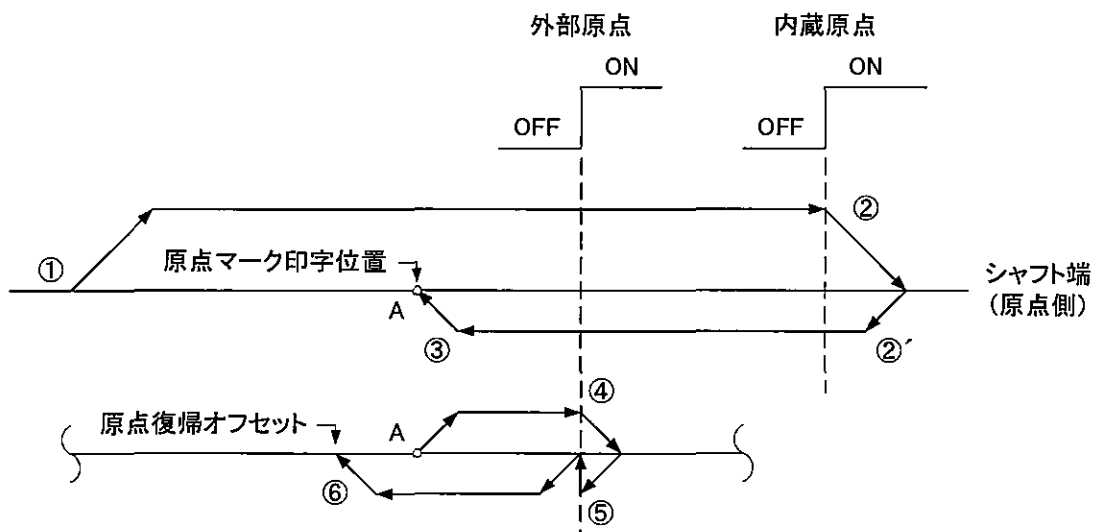 外部原点
内蔵原点
ON
ON
OFF
OFF
②
①
原点マーク印字位置
シャフト端
(原点側)
A
③
②´
④
原点復帰オフセット
A
⑥
⑤